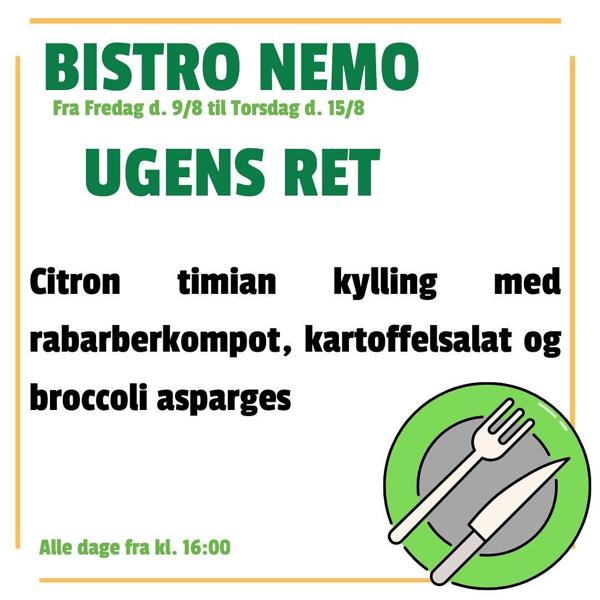 BISTRO NEMO
Fra Fredag d. 9/8 til Torsdag d. 15/8
UGENS RET
Citron timian kylling med
rabarberkompot, kartoffelsalat og
broccoli asparges
Alle dage fra kl. 16:00